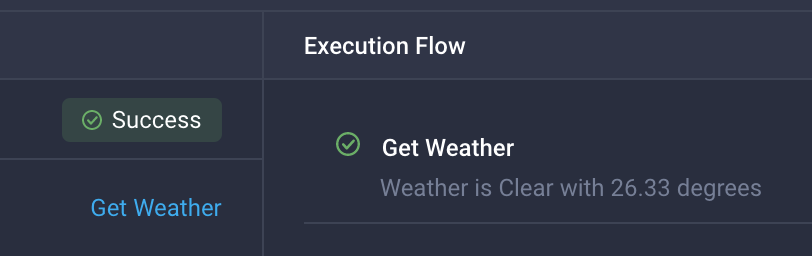 Execution Flow
Success
Get Weather
Weather is Clear with 26.33 degrees
Get Weather